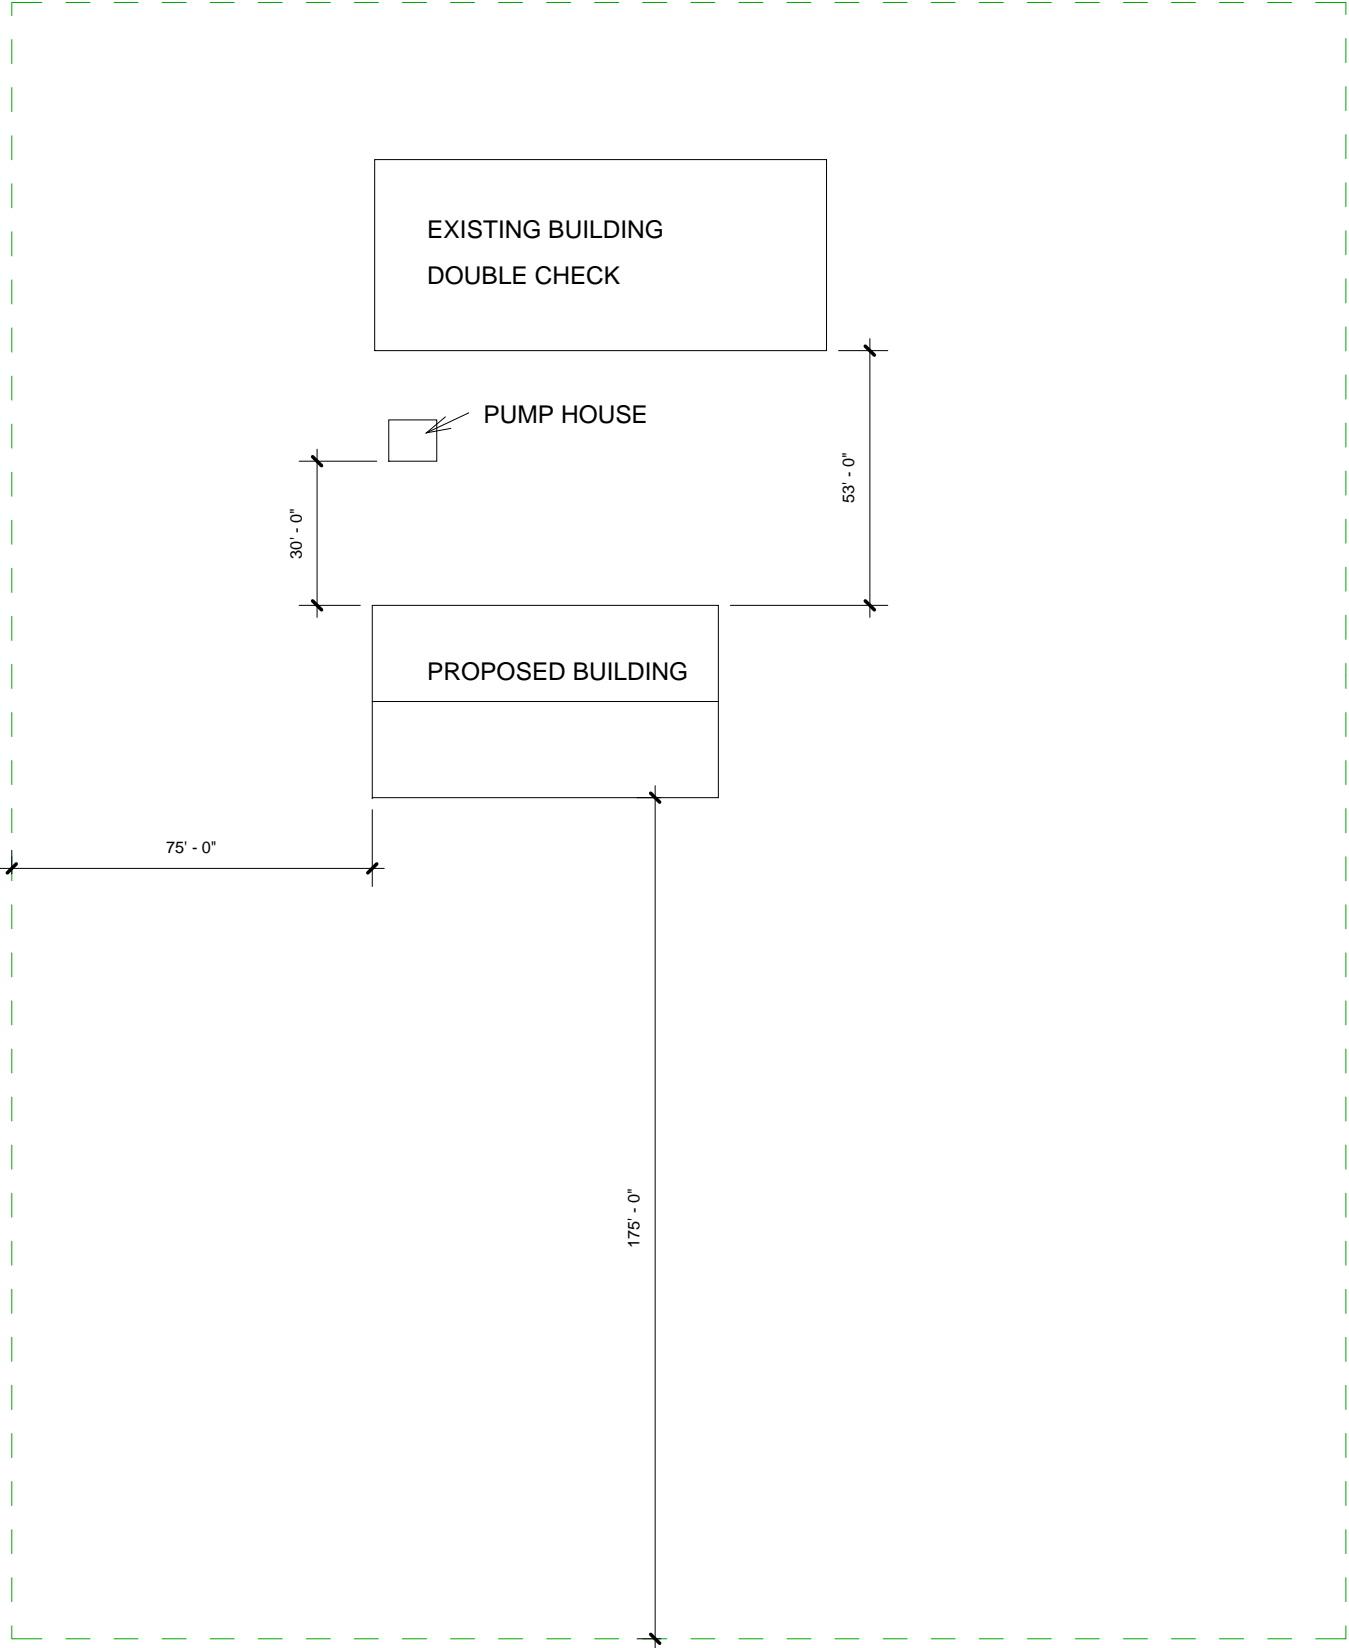 EXISTING BUILDING
DOUBLE CHECK
PUMP HOUSE
53' - 0"
30' - 0"
PROPOSED BUILDING
75' - 0"
175' - 0"